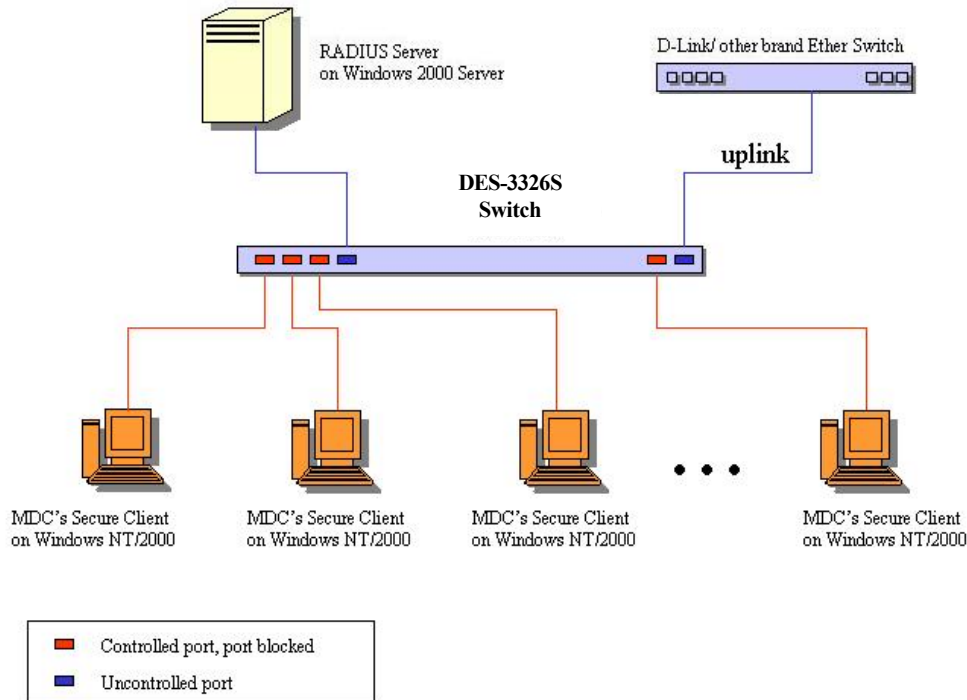 RADIUS Server
on Windows 2000 Server
D-Link/ other brand Ether Switch
uplink
DES-3326S
Switch
MDC's Secure Client
on Windows NT/2000
MDC's Secure Client
on Windows NT/2000
MDC's Secure Client
on Windows NT/2000
MDC's Secure Client
on Windows NT/2000
Controlled port, port blocked
Uncontrolled port